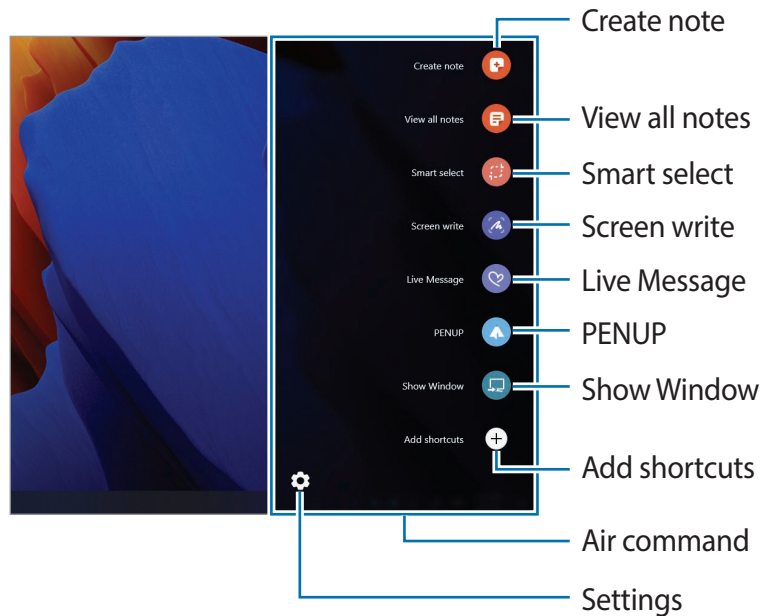 Create note
Create note
View all notes
View all notes
Smart select
Smart select
Screen write
Screen write
Live Message
Live Message
PENUP
PENUP
Show Window
Show Window
Add shortcuts
Add shortcuts
Air command
Settings